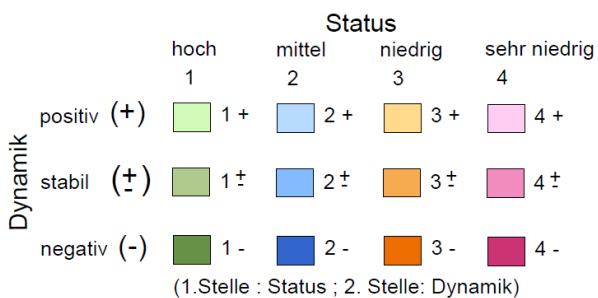 Status
hoch mittel niedrig sehr niedrig
1 2 3 4
Dynamik
positiv (+) 1 + 2 + 3 + 4 +
stabil (±) 1 ± 2 ± 3 ± 4 ±
negativ (-) 1 - 2 - 3 - 4 -
(1.Stelle : Status ; 2. Stelle: Dynamik)